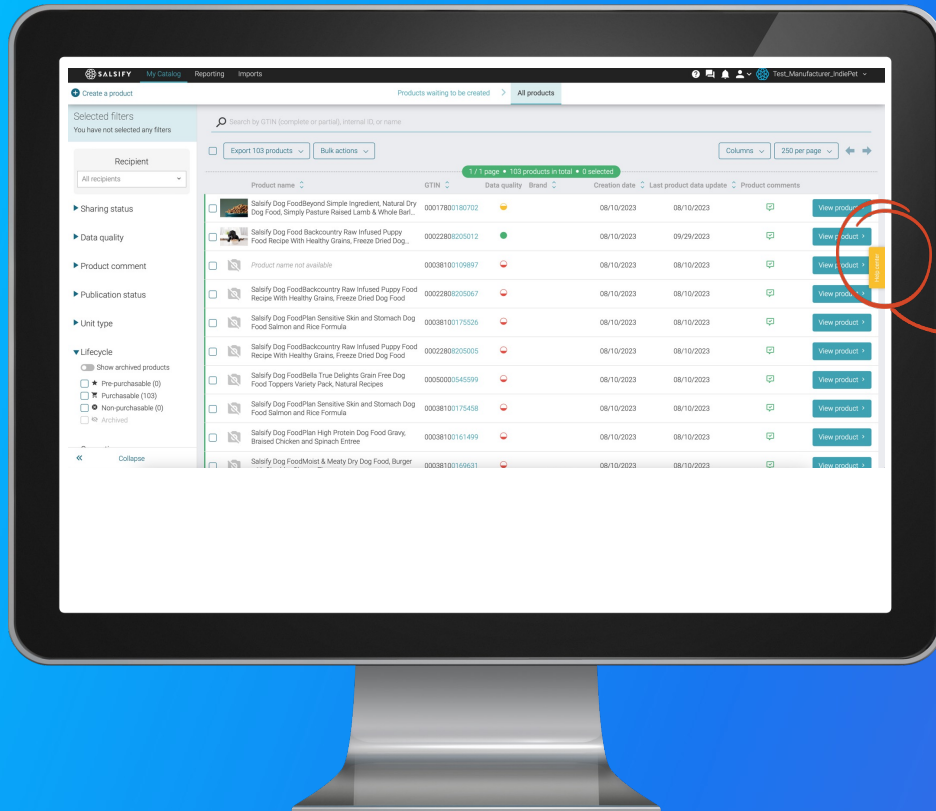 SALSIFY My Catalog Reporting Imports Test_Manufacturer_IndiePet
Create a product Products waiting to be created All products
Selected filters
You have not selected any filters
Search by GTIN (complete or partial), internal ID, or name
Recipient
All recipients
Export 103 products Bulk actions Columns 250 per page
1 / 1 page • 103 products in total • 0 selected
Product name GTIN Data quality Brand Creation date Last product data update Product comments
Sharing status
Data quality
Product comment
Publication status
Unit type
Lifecycle
Show archived products
Pre-purchasable (0)
Purchasable (103)
Non-purchasable (0)
Archived
Collapse
Salsify Dog FoodBeyond Simple Ingredient, Natural Dry
Dog Food, Simply Pasture Raised Lamb & Whole Barl...
00017800180702 08/10/2023 08/10/2023 View product
Salsify Dog Food Backcountry Raw Infused Puppy
Food Recipe With Healthy Grains, Freeze Dried Dog...
00022808205012 08/10/2023 09/29/2023 View product
Product name not available 00038100109897 08/10/2023 08/10/2023 View product
Help center
Salsify Dog FoodBackcountry Raw Infused Puppy Food
Recipe With Healthy Grains, Freeze Dried Dog Food
00022808205067 08/10/2023 08/10/2023 View product
Salsify Dog FoodPlan Sensitive Skin and Stomach Dog
Food Salmon and Rice Formula
00038100175526 08/10/2023 08/10/2023 View product
Salsify Dog FoodBackcountry Raw Infused Puppy Food
Recipe With Healthy Grains, Freeze Dried Dog Food
00022808205005 08/10/2023 08/10/2023 View product
Salsify Dog FoodBella True Delights Grain Free Dog
Food Toppers Variety Pack, Natural Recipes
00050000545599 08/10/2023 08/10/2023 View product
Salsify Dog FoodPlan Sensitive Skin and Stomach Dog
Food Salmon and Rice Formula
00038100175458 08/10/2023 08/10/2023 View product
Salsify Dog FoodPlan High Protein Dog Food Gravy,
Braised Chicken and Spinach Entree
00038100161499 08/10/2023 08/10/2023 View product
Salsify Dog FoodMoist & Meaty Dry Dog Food, Burger
00038100169631 08/10/2023 08/10/2023 View product